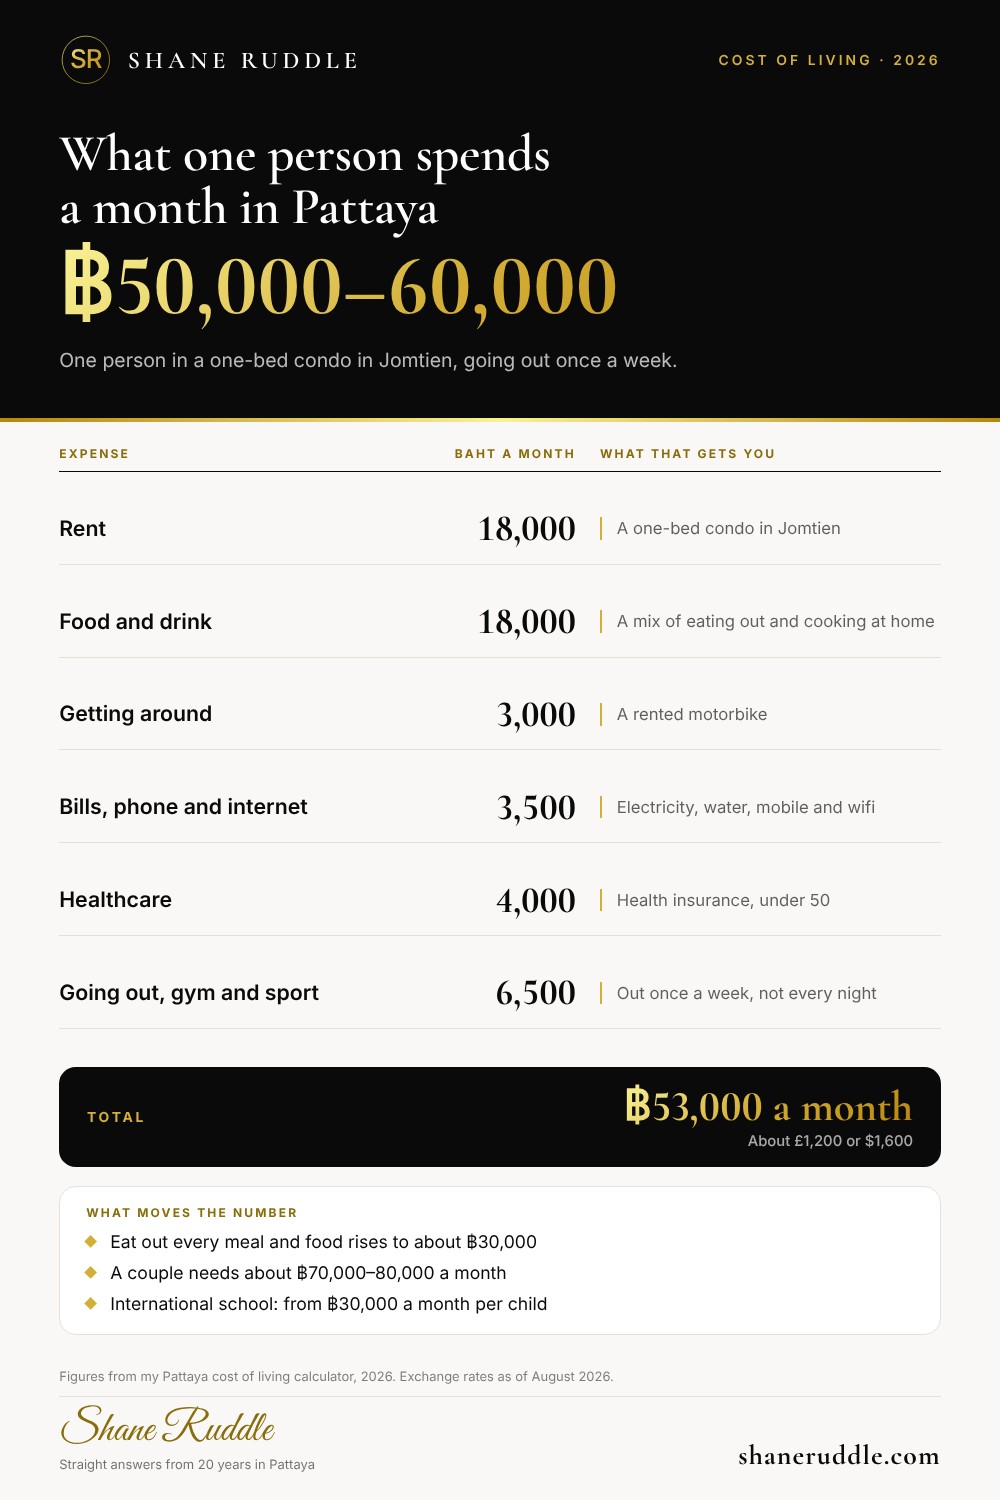 SR SHANE RUDDLE COST OF LIVING · 2026
What one person spends
a month in Pattaya
฿50,000–60,000
One person in a one-bed condo in Jomtien, going out once a week.
EXPENSE BAHT A MONTH WHAT THAT GETS YOU
Rent 18,000 A one-bed condo in Jomtien
Food and drink 18,000 A mix of eating out and cooking at home
Getting around 3,000 A rented motorbike
Bills, phone and internet 3,500 Electricity, water, mobile and wifi
Healthcare 4,000 Health insurance, under 50
Going out, gym and sport 6,500 Out once a week, not every night
TOTAL ฿53,000 a month
About £1,200 or $1,600
WHAT MOVES THE NUMBER
Eat out every meal and food rises to about ฿30,000
A couple needs about ฿70,000–80,000 a month
International school: from ฿30,000 a month per child
Figures from my Pattaya cost of living calculator, 2026. Exchange rates as of August 2026.
Shane Ruddle
Straight answers from 20 years in Pattaya
shaneruddle.com